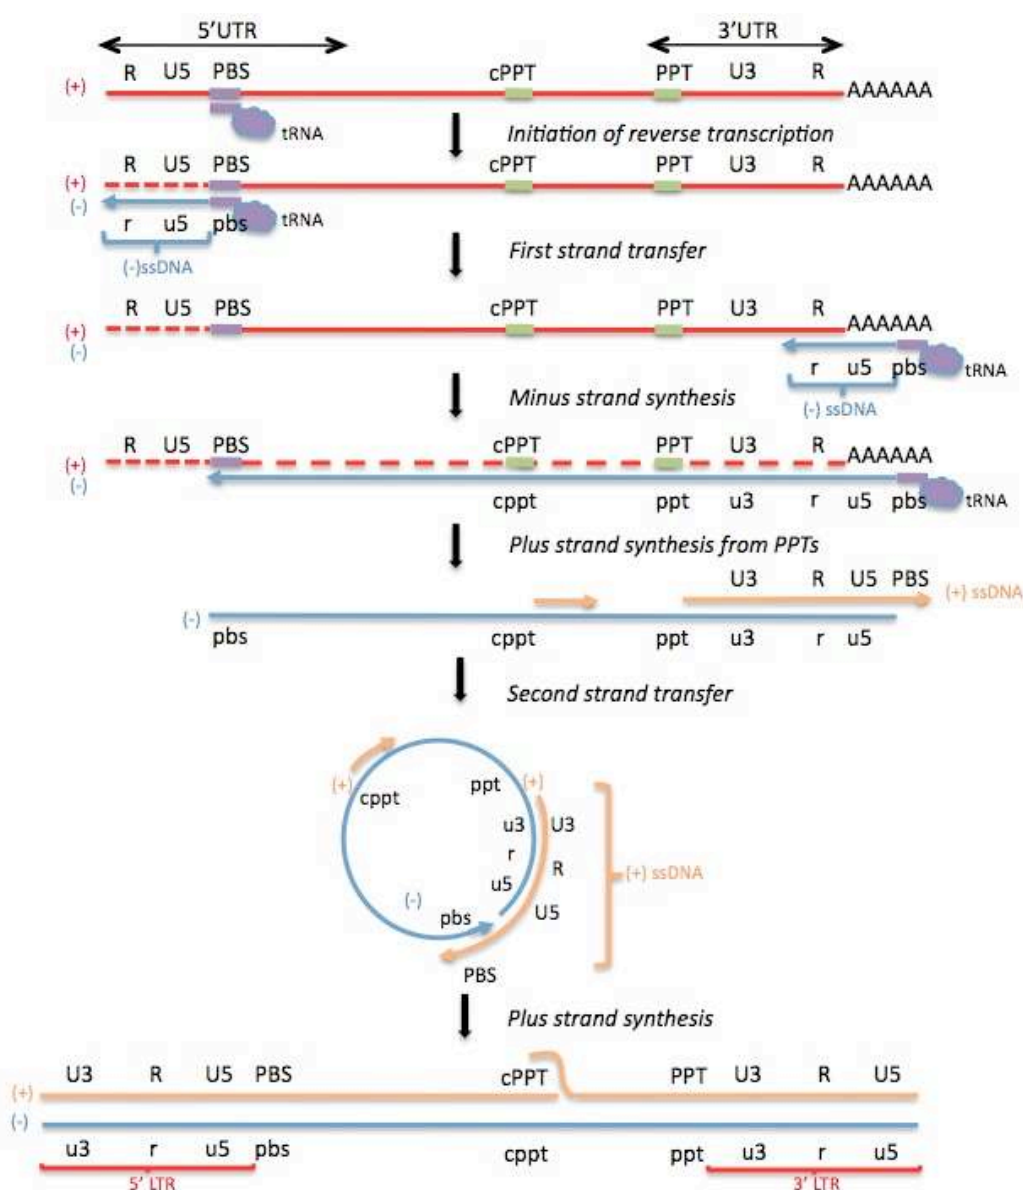 5'UTR 3'UTR
R U5 PBS cPPT PPT U3 R
(+) AAAAAA
tRNA Initiation of reverse transcription
R U5 PBS cPPT PPT U3 R
(+) AAAAAA
(-)
r u5 pbs tRNA
(-)ssDNA First strand transfer
R U5 PBS cPPT PPT U3 R
(+) AAAAAA
(-)
r u5 pbs tRNA
Minus strand synthesis (-) ssDNA
R U5 PBS cPPT PPT U3 R
(+) AAAAAA
(-)
cppt ppt u3 r u5 pbs tRNA
Plus strand synthesis from PPTs
U3 R U5 PBS (+) ssDNA
(-)
pbs cppt ppt u3 r u5
Second strand transfer
(+) cppt ppt (+)
u3 U3
r R (+) ssDNA
u5 U5
(-) pbs
PBS
Plus strand synthesis
U3 R U5 PBS cPPT PPT U3 R U5
(+)
(-)
u3 r u5 pbs cppt ppt u3 r u5
5' LTR 3' LTR